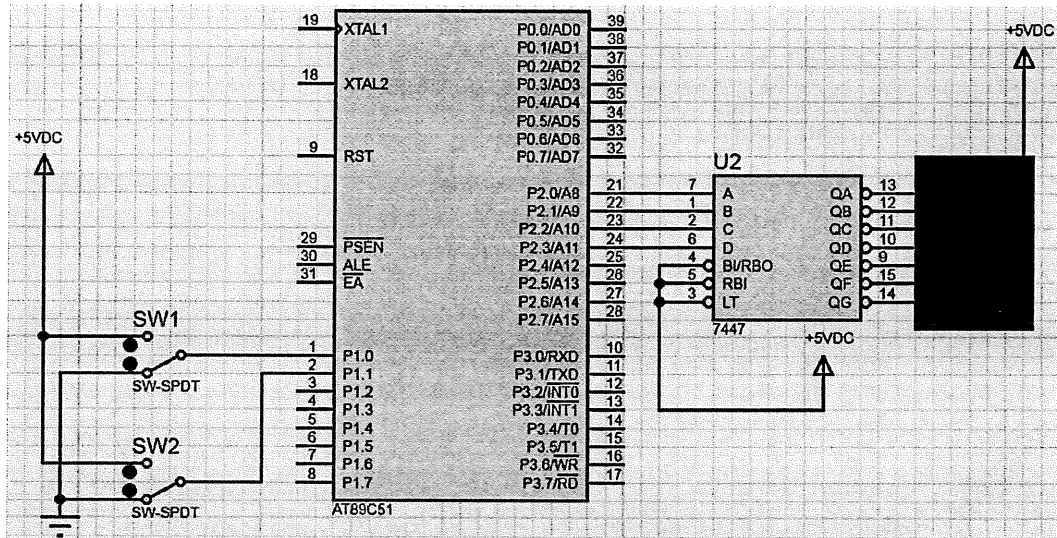 +5VDC
SW1
SW-SPDT
SW2
SW-SPDT
19 XTAL1
18 XTAL2
9 RST
29 PSEN
30 ALE
31 EA
1 P1.0
2 P1.1
3 P1.2
4 P1.3
5 P1.4
6 P1.5
7 P1.6
8 P1.7
P0.0/AD0 39
P0.1/AD1 38
P0.2/AD2 37
P0.3/AD3 36
P0.4/AD4 35
P0.5/AD5 34
P0.6/AD6 33
P0.7/AD7 32
P2.0/A8 21
P2.1/A9 22
P2.2/A10 23
P2.3/A11 24
P2.4/A12 25
P2.5/A13 26
P2.6/A14 27
P2.7/A15 28
P3.0/RXD 10
P3.1/TXD 11
P3.2/INT0 12
P3.3/INT1 13
P3.4/T0 14
P3.5/T1 15
P3.6/WR 16
P3.7/RD 17
AT89C51
U2
7 A
1 B
2 C
6 D
4 BI/RBO
5 RBI
3 LT
QA 13
QB 12
QC 11
QD 10
QE 9
QF 15
QG 14
7447
+5VDC
+5VDC